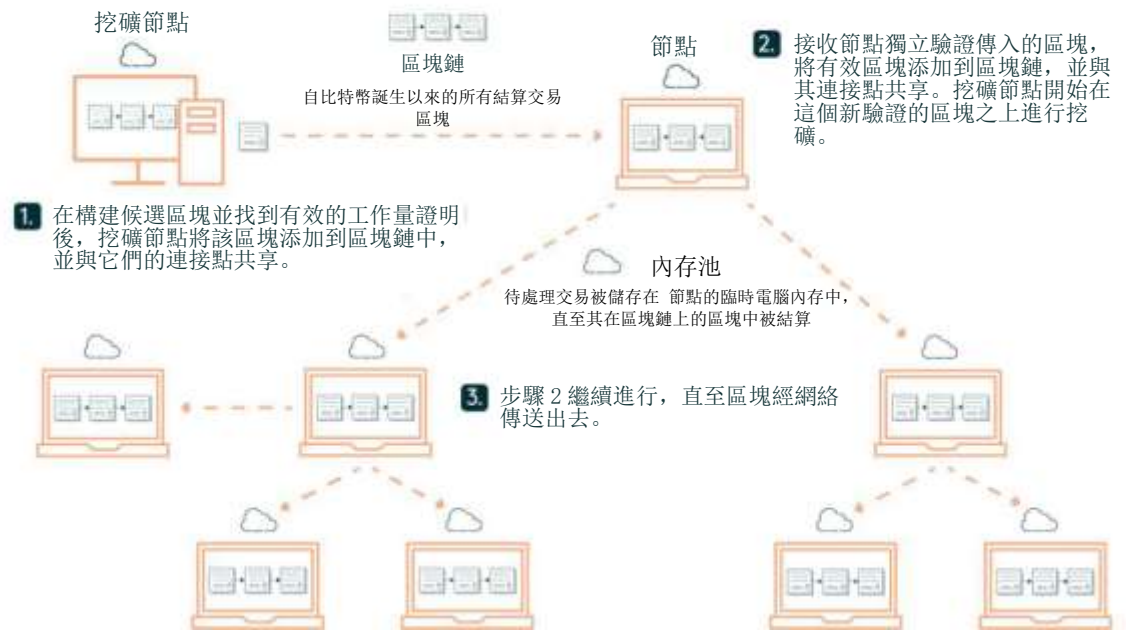 挖礦節點
區塊鏈
自比特幣誕生以來的所有結算交易
區塊
節點
2. 接收節點獨立驗證傳入的區塊，
將有效區塊添加到區塊鏈，並與
其連接點共享。挖礦節點開始在
這個新驗證的區塊之上進行挖
礦。
1. 在構建候選區塊並找到有效的工作量證明
後，挖礦節點將該區塊添加到區塊鏈中，
並與它們的連接點共享。
內存池
待處理交易被儲存在 節點的臨時電腦內存中，
直至其在區塊鏈上的區塊中被結算
3. 步驟 2 繼續進行，直至區塊經網絡
傳送出去。